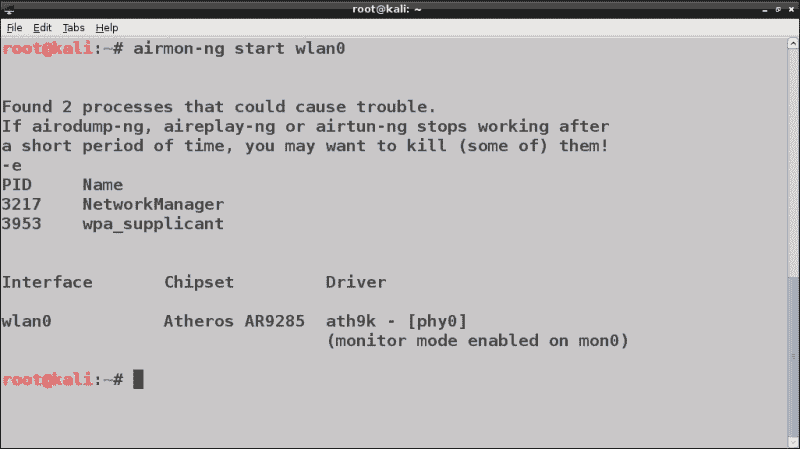 root@kali: ~
File Edit Tabs Help
root@kali:~# airmon-ng start wlan0
Found 2 processes that could cause trouble.
If airodump-ng, aireplay-ng or airtun-ng stops working after
a short period of time, you may want to kill (some of) them!
-e
PID Name
3217 NetworkManager
3953 wpa_supplicant
Interface Chipset Driver
wlan0 Atheros AR9285 ath9k - [phy0]
(monitor mode enabled on mon0)
root@kali:~#